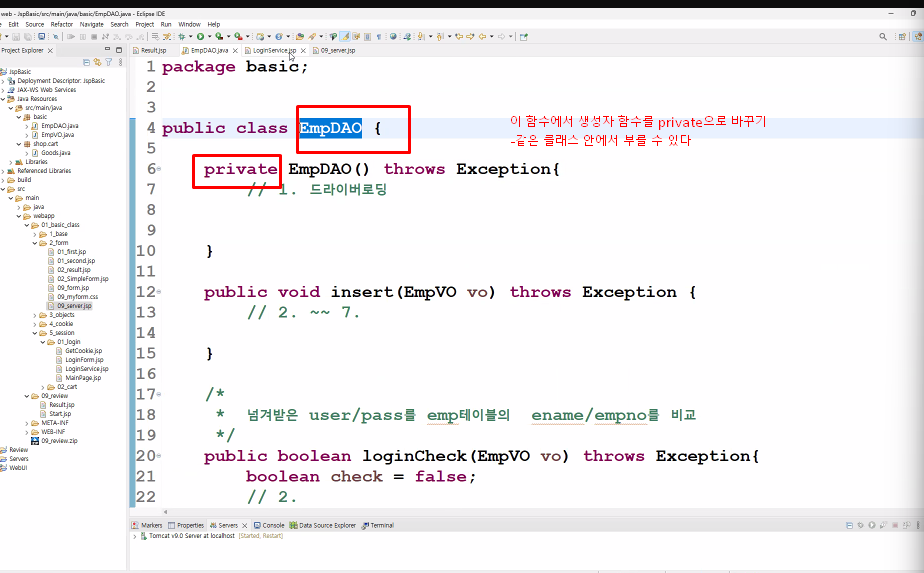 web - JspBasic/src/main/java/basic/EmpDAO.java - Eclipse IDE
Edit Source Refactor Navigate Search Project Run Window Help
Project Explorer
Result.jsp EmpDAO.java LoginService.jsp 09_server.jsp
JspBasic
Deployment Descriptor: JspBasic
JAX-WS Web Services
Java Resources
src/main/java
basic
EmpDAO.java
EmpVO.java
shop.cart
Goods.java
Libraries
Referenced Libraries
build
src
main
java
webapp
01_basic_class
1_base
2_form
01_first.jsp
01_second.jsp
02_result.jsp
02_SimpleForm.jsp
09_form.jsp
09_myform.css
09_server.jsp
3_objects
4_cookie
5_session
01_login
GetCookie.jsp
LoginForm.jsp
LoginService.jsp
MainPage.jsp
02_cart
09_review
Result.jsp
Start.jsp
META-INF
WEB-INF
09_review.zip
Review
Servers
WebUI
1 package basic;
2
3
4 public class EmpDAO {
이 함수에서 생성자 함수를 private으로 바꾸기
-같은 클래스 안에서 부를 수 있다
5
6 private EmpDAO() throws Exception{
7 // 1. 드라이버로딩
8
9
10 }
11
12 public void insert(EmpVO vo) throws Exception {
13 // 2. ~~ 7.
14
15 }
16
17 /*
18 * 넘겨받은 user/pass를 emp테이블의 ename/empno를 비교
19 */
20 public boolean loginCheck(EmpVO vo) throws Exception{
21 boolean check = false;
22 // 2.
Markers Properties Servers Console Data Source Explorer Terminal
Tomcat v9.0 Server at localhost [Started, Restart]